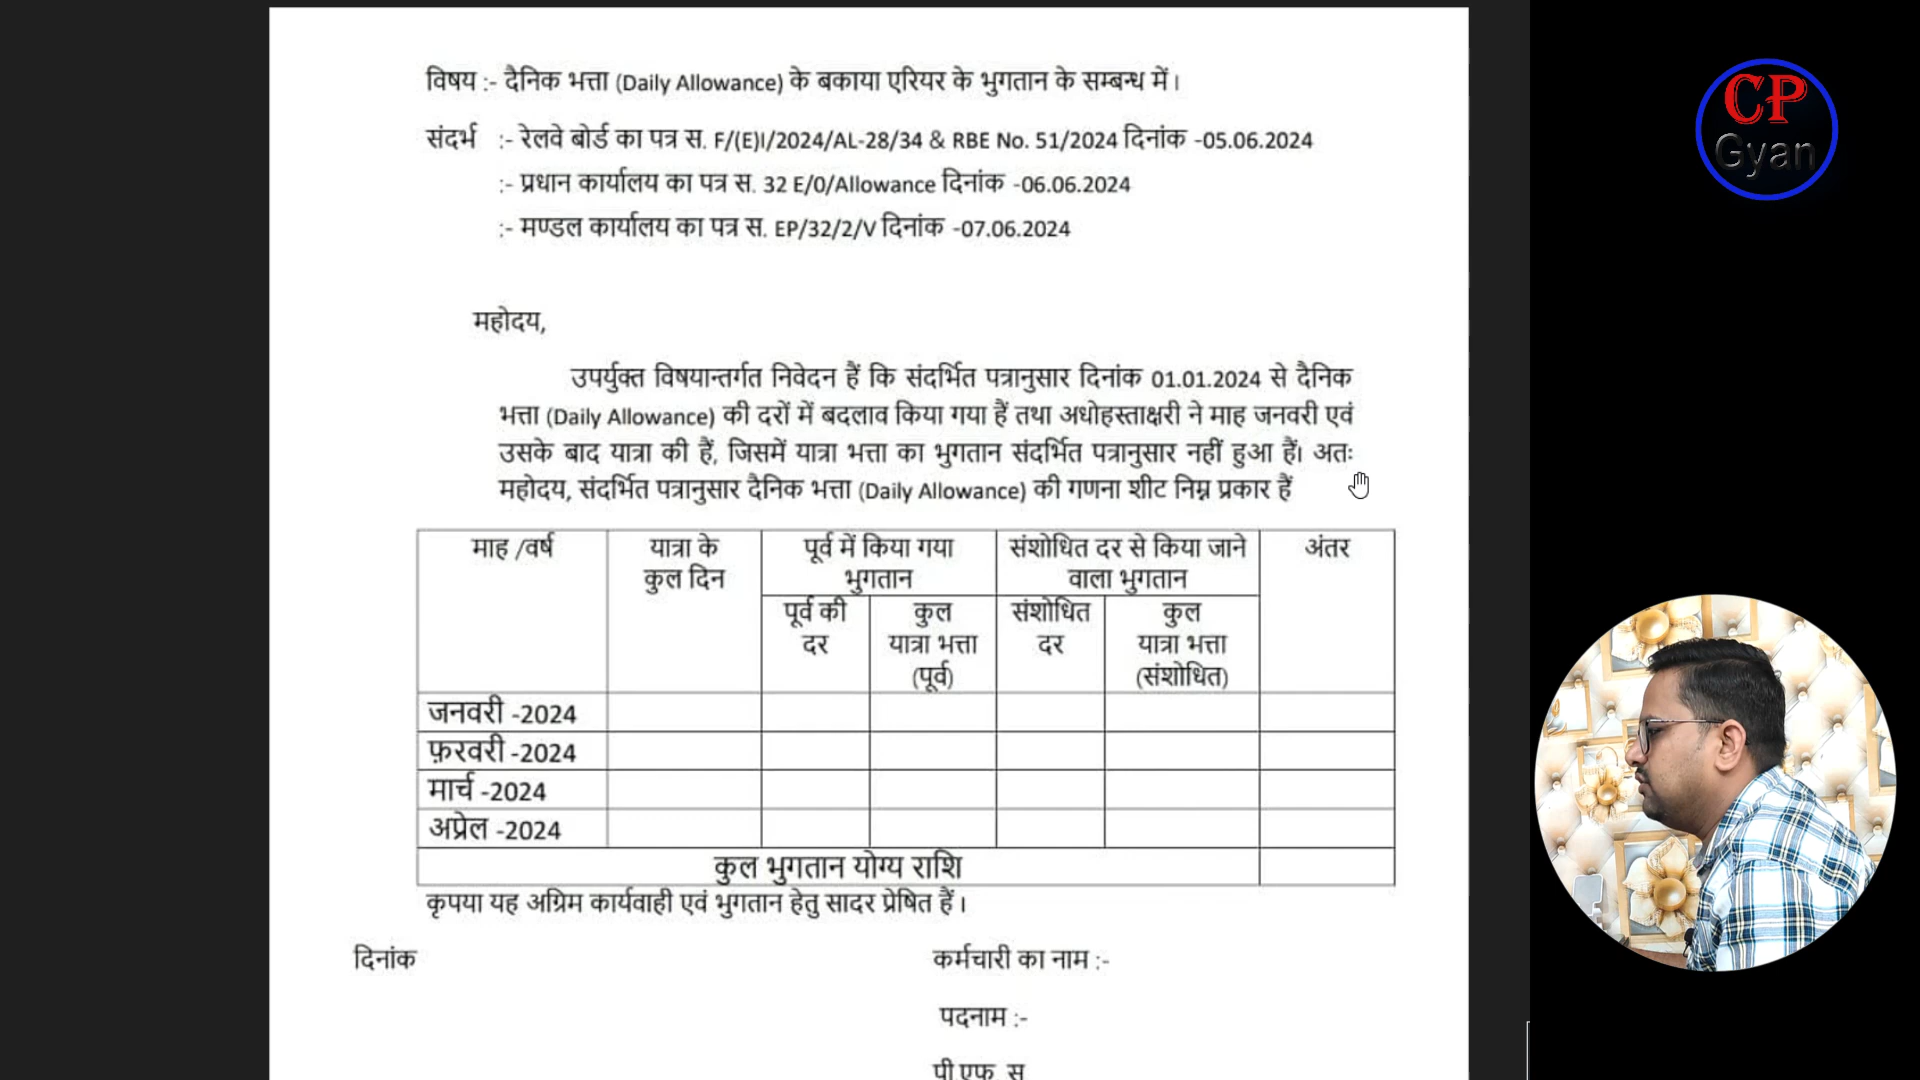 विषय :- दैनिक भत्ता (Daily Allowance) के बकाया एरियर के भुगतान के सम्बन्ध में।
संदर्भ :- रेलवे बोर्ड का पत्र स. F/(E)I/2024/AL-28/34 & RBE No. 51/2024 दिनांक -05.06.2024
:- प्रधान कार्यालय का पत्र स. 32 E/0/Allowance दिनांक -06.06.2024
:- मण्डल कार्यालय का पत्र स. EP/32/2/V दिनांक -07.06.2024
महोदय,
उपर्युक्त विषयान्तर्गत निवेदन हैं कि संदर्भित पत्रानुसार दिनांक 01.01.2024 से दैनिक
भत्ता (Daily Allowance) की दरों में बदलाव किया गया हैं तथा अधोहस्ताक्षरी ने माह जनवरी एवं
उसके बाद यात्रा की हैं, जिसमें यात्रा भत्ता का भुगतान संदर्भित पत्रानुसार नहीं हुआ हैं। अतः
महोदय, संदर्भित पत्रानुसार दैनिक भत्ता (Daily Allowance) की गणना शीट निम्न प्रकार हैं
माह /वर्ष यात्रा के पूर्व में किया गया संशोधित दर से किया जाने अंतर
कुल दिन भुगतान वाला भुगतान
पूर्व की कुल संशोधित कुल
दर यात्रा भत्ता दर यात्रा भत्ता
(पूर्व) (संशोधित)
जनवरी -2024
फ़रवरी -2024
मार्च -2024
अप्रेल -2024
कुल भुगतान योग्य राशि
कृपया यह अग्रिम कार्यवाही एवं भुगतान हेतु सादर प्रेषित हैं।
दिनांक कर्मचारी का नाम :-
पदनाम :-
पी.एफ. स
CP
Gyan